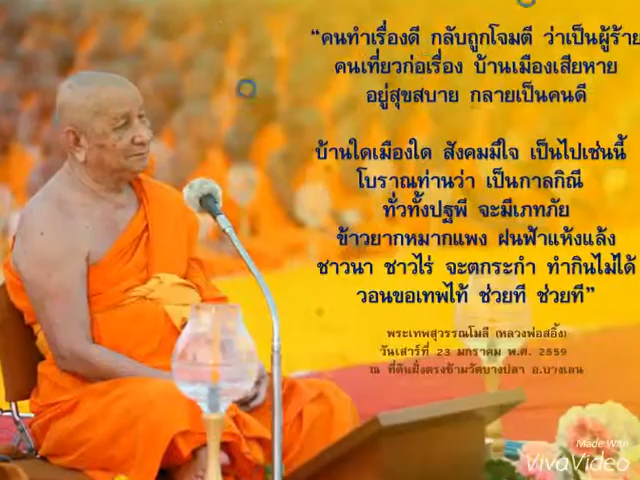 “คนทำเรื่องดี กลับถูกโจมตี ว่าเป็นผู้ร้าย
คนเที่ยวก่อเรื่อง บ้านเมืองเสียหาย
อยู่สุขสบาย กลายเป็นคนดี
บ้านใดเมืองใด สังคมมีใจ เป็นไปเช่นนี้
โบราณท่านว่า เป็นกาลกิณี
ทั่วทั้งปฐพี จะมีเภทภัย
ข้าวยากหมากแพง ฝนฟ้าแห้งแล้ง
ชาวนา ชาวไร่ จะตกระกำ ทำกินไม่ได้
วอนขอเทพไท้ ช่วยที ช่วยที”
พระเทพสุวรรณโมลี (หลวงพ่อสอิ้ง)
วันเสาร์ที่ 23 มกราคม พ.ศ. 2559
ณ ที่ดินฝั่งตรงข้ามวัดบางปลา อ.บางเลน
Made With
VivaVideo